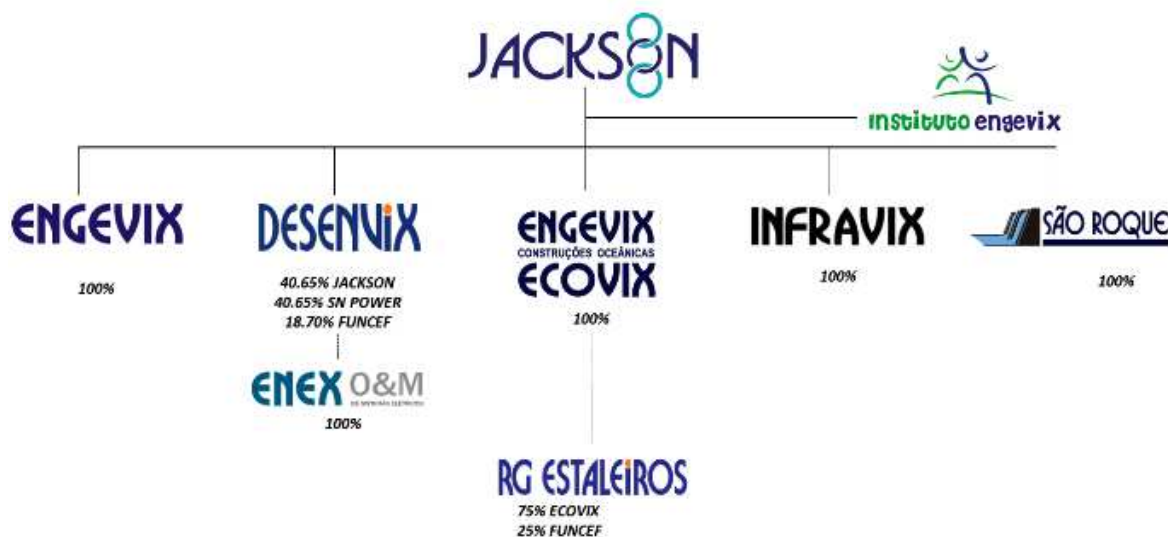 JACKSON
instituto engevix
ENGEVIX
100%
DESENViX
40.65% JACKSON
40.65% SN POWER
18.70% FUNCEF
ENEX O&M
100%
ENGEVIX
CONSTRUÇÕES OCEÂNICAS
ECOVIX
100%
RG ESTALEiROS
75% ECOVIX
25% FUNCEF
INFRAVIX
100%
SÃO ROQUE
100%